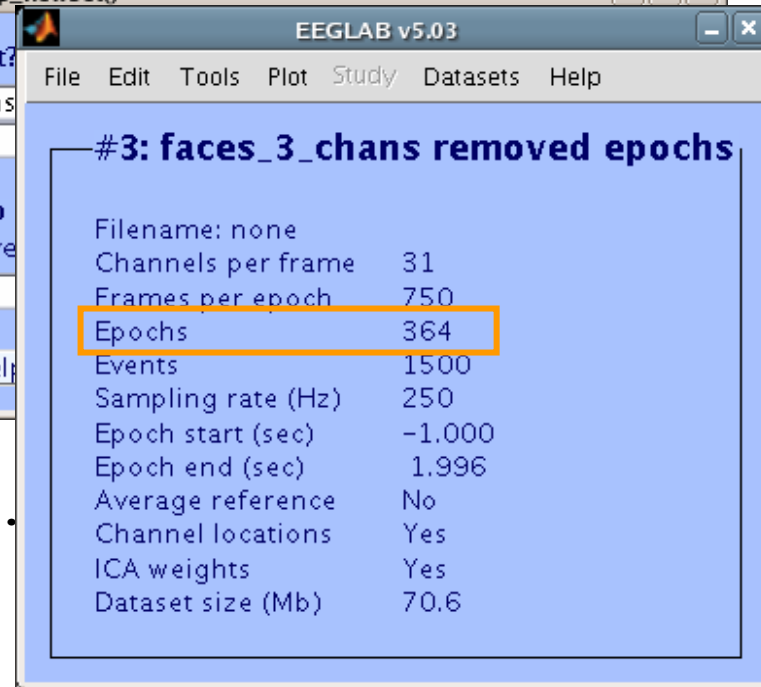 EEGLAB v5.03
File Edit Tools Plot Study Datasets Help
#3: faces_3_chans removed epochs
Filename: none
Channels per frame 31
Frames per epoch 750
Epochs 364
Events 1500
Sampling rate (Hz) 250
Epoch start (sec) -1.000
Epoch end (sec) 1.996
Average reference No
Channel locations Yes
ICA weights Yes
Dataset size (Mb) 70.6